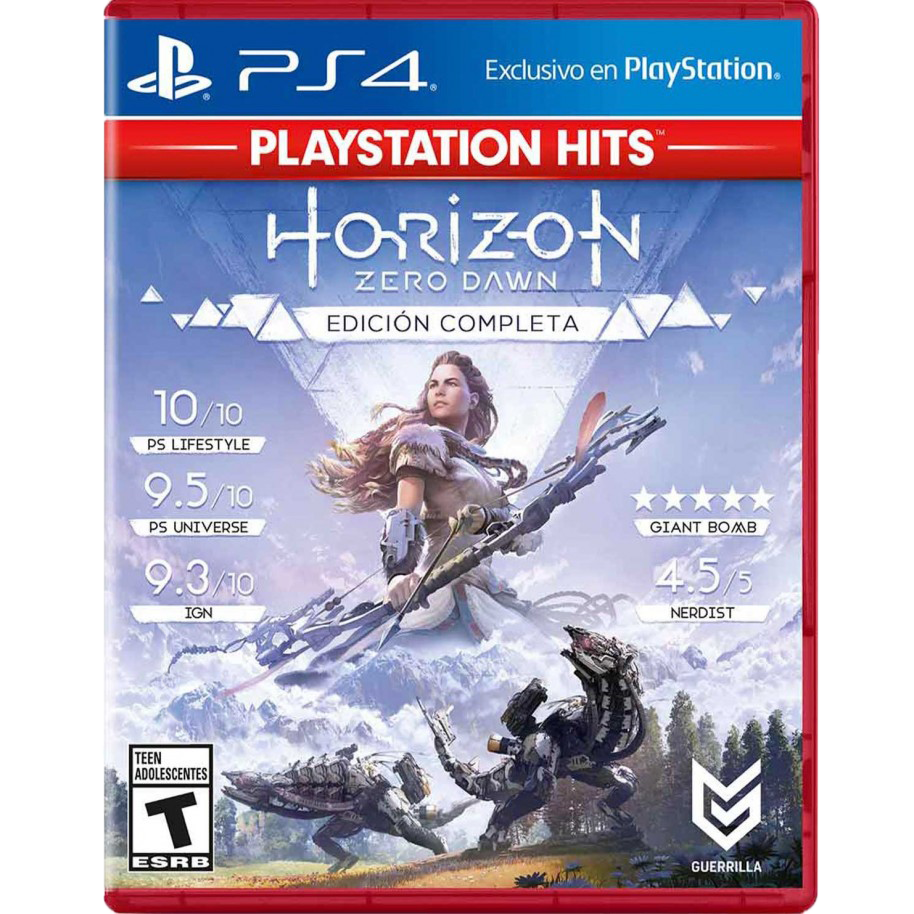 PS4
Exclusivo en PlayStation
PLAYSTATION HITS™
HORIZON
ZERO DAWN
EDICIÓN COMPLETA
10/10
PS LIFESTYLE
9.5/10
PS UNIVERSE
9.3/10
IGN
GIANT BOMB
4.5/5
NERDIST
TEEN
ADOLESCENTES
T
ESRB
GUERRILLA